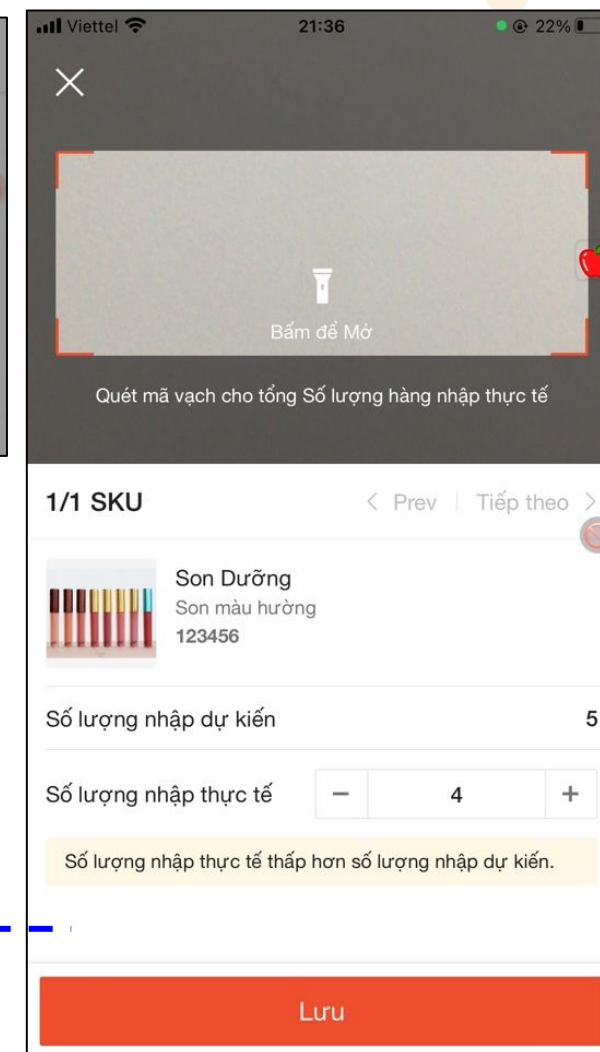 Viettel 21:36 22%
Bấm để Mở
Quét mã vạch cho tổng Số lượng hàng nhập thực tế
1/1 SKU < Prev | Tiếp theo >
Son Dưỡng
Son màu hường
123456
Số lượng nhập dự kiến 5
Số lượng nhập thực tế − 4 +
Số lượng nhập thực tế thấp hơn số lượng nhập dự kiến.
Lưu